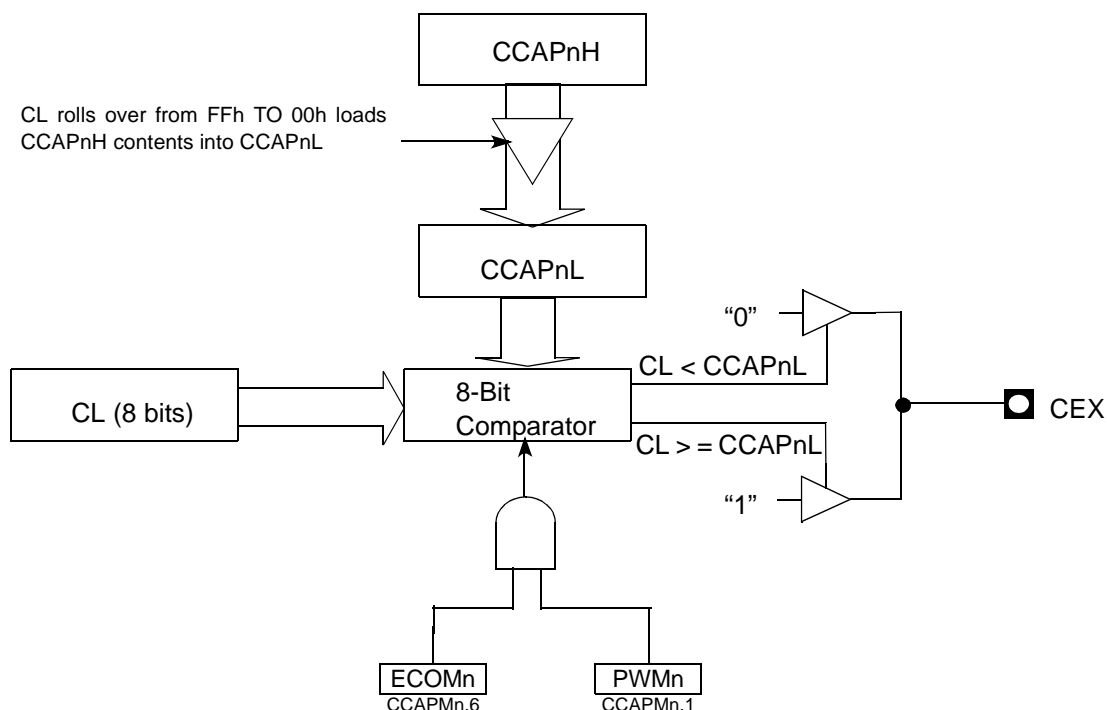 CCAPnH
CL rolls over from FFh TO 00h loads
CCAPnH contents into CCAPnL
CCAPnL
“0”
CL < CCAPnL
CL (8 bits)
8-Bit
Comparator
CEX
CL > = CCAPnL
“1”
ECOMn
CCAPMn.6
PWMn
CCAPMn.1